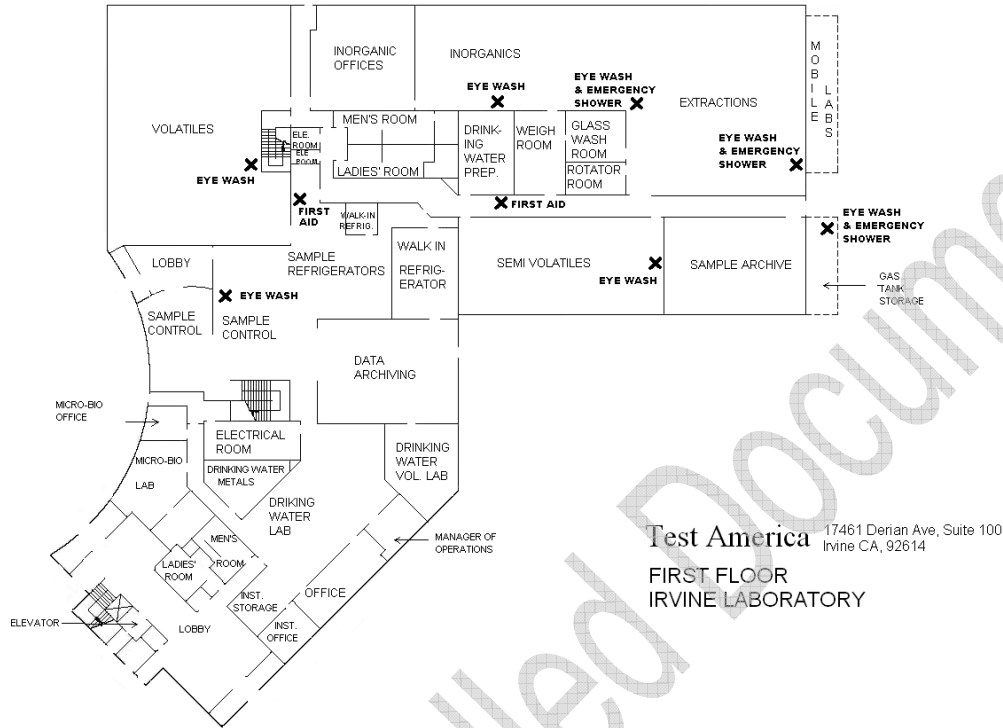 INORGANIC
OFFICES
INORGANICS
MOBILE LABS
EYE WASH
EYE WASH
& EMERGENCY
SHOWER
EXTRACTIONS
VOLATILES
MEN'S ROOM
ELE.
ROOM
ELE
ROOM
LADIES' ROOM
DRIN-
KING
WATER
PREP.
WEIGH
ROOM
GLASS
WASH
ROOM
ROTATOR
ROOM
EYE WASH
& EMERGENCY
SHOWER
EYE WASH
FIRST
AID
FIRST AID
WALK-IN
REFRIG.
EYE WASH
& EMERGENCY
SHOWER
LOBBY
SAMPLE
REFRIGERATORS
WALK IN
REFRIG-
ERATOR
SEMI VOLATILES
EYE WASH
SAMPLE ARCHIVE
GAS
TANK
STORAGE
EYE WASH
SAMPLE
CONTROL
SAMPLE
CONTROL
DATA
ARCHIVING
MICRO-BIO
OFFICE
ELECTRICAL
ROOM
MICRO-BIO
LAB
DRINKING WATER
METALS
DRINKING
WATER
VOL. LAB
DRIKING
WATER
LAB
MEN'S
ROOM
LADIES'
ROOM
MANAGER OF
OPERATIONS
INST.
STORAGE
OFFICE
INST.
OFFICE
ELEVATOR
LOBBY
Test America
17461 Derian Ave, Suite 100
Irvine CA, 92614
FIRST FLOOR
IRVINE LABORATORY
lled Docume